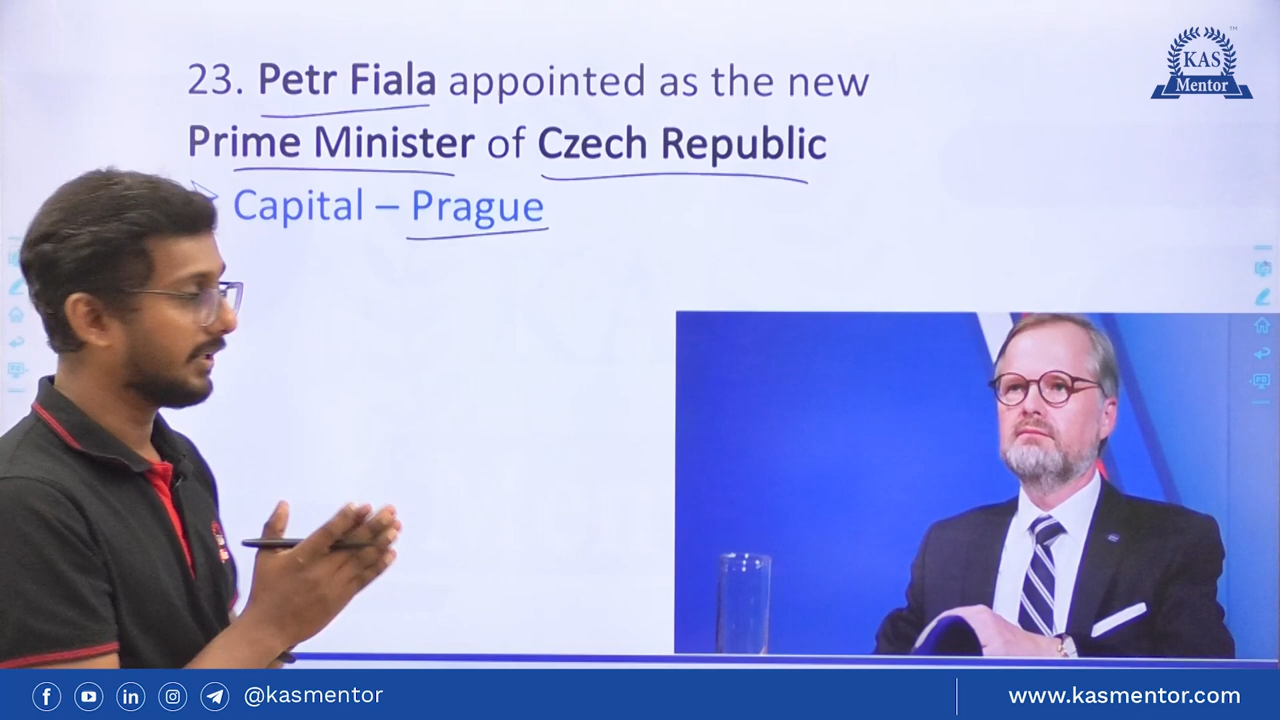 KAS
Mentor
TM
23. Petr Fiala appointed as the new
Prime Minister of Czech Republic
Capital – Prague
@kasmentor
www.kasmentor.com